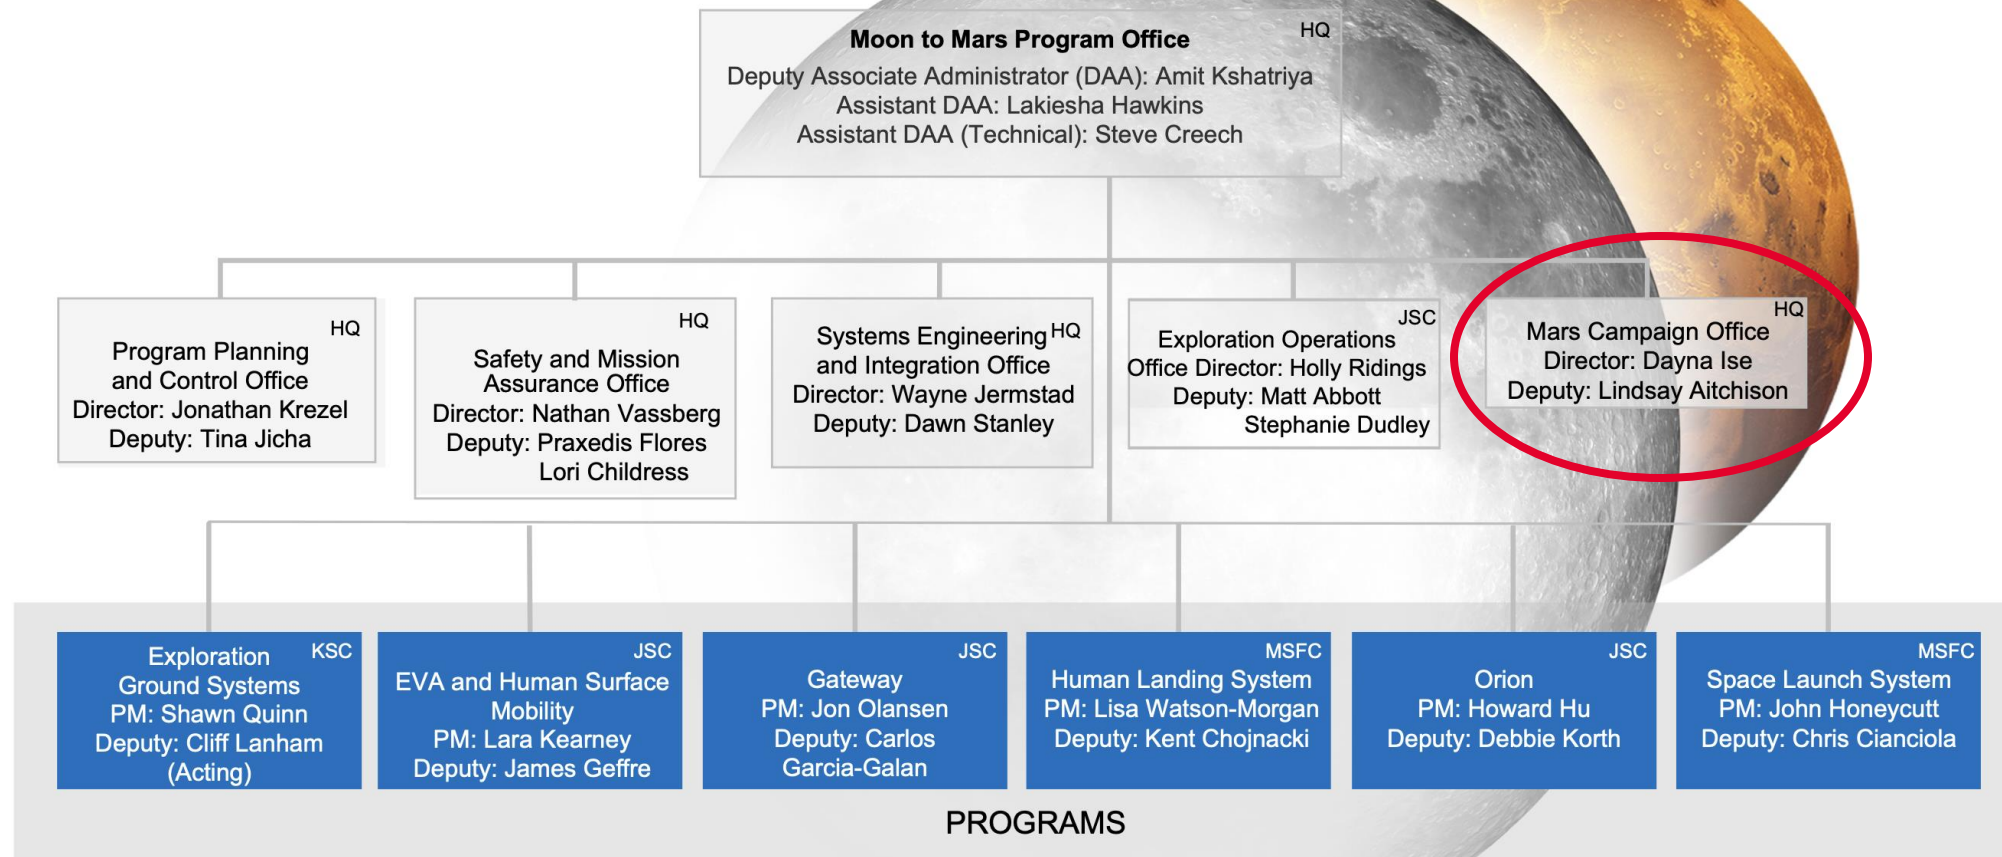 HQ
Moon to Mars Program Office
Deputy Associate Administrator (DAA): Amit Kshatriya
Assistant DAA: Lakiesha Hawkins
Assistant DAA (Technical): Steve Creech
HQ
Program Planning
and Control Office
Director: Jonathan Krezel
Deputy: Tina Jicha
HQ
Safety and Mission
Assurance Office
Director: Nathan Vassberg
Deputy: Praxedis Flores
Lori Childress
HQ
Systems Engineering
and Integration Office
Director: Wayne Jermstad
Deputy: Dawn Stanley
JSC
Exploration Operations
Office Director: Holly Ridings
Deputy: Matt Abbott
Stephanie Dudley
HQ
Mars Campaign Office
Director: Dayna Ise
Deputy: Lindsay Aitchison
KSC
Exploration
Ground Systems
PM: Shawn Quinn
Deputy: Cliff Lanham
(Acting)
JSC
EVA and Human Surface
Mobility
PM: Lara Kearney
Deputy: James Geffre
JSC
Gateway
PM: Jon Olansen
Deputy: Carlos
Garcia-Galan
MSFC
Human Landing System
PM: Lisa Watson-Morgan
Deputy: Kent Chojnacki
JSC
Orion
PM: Howard Hu
Deputy: Debbie Korth
MSFC
Space Launch System
PM: John Honeycutt
Deputy: Chris Cianciola
PROGRAMS